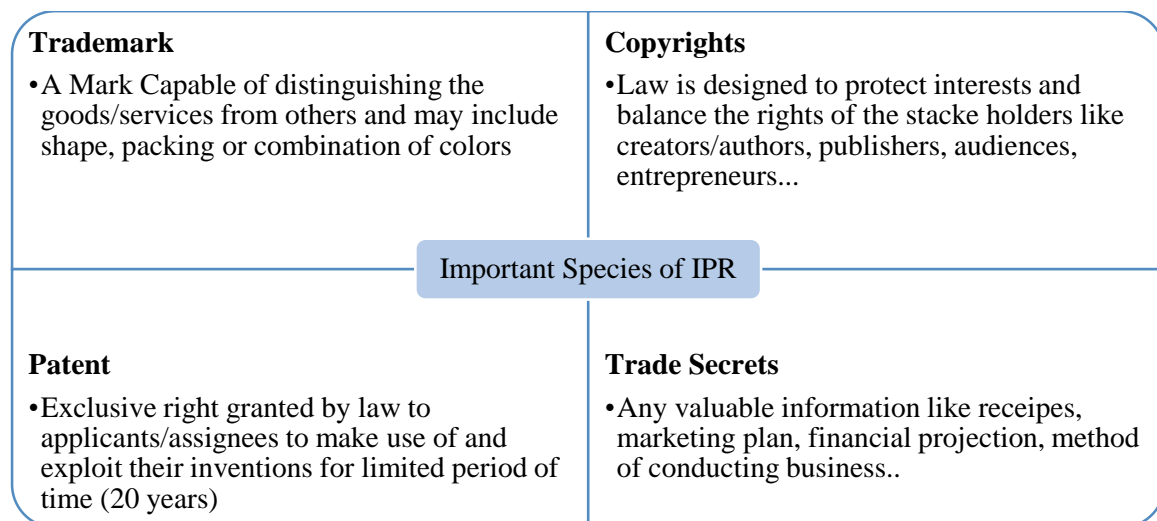 Trademark
•A Mark Capable of distinguishing the
goods/services from others and may include
shape, packing or combination of colors
Copyrights
•Law is designed to protect interests and
balance the rights of the stacke holders like
creators/authors, publishers, audiences,
entrepreneurs...
Important Species of IPR
Patent
•Exclusive right granted by law to
applicants/assignees to make use of and
exploit their inventions for limited period of
time (20 years)
Trade Secrets
•Any valuable information like receipes,
marketing plan, financial projection, method
of conducting business..